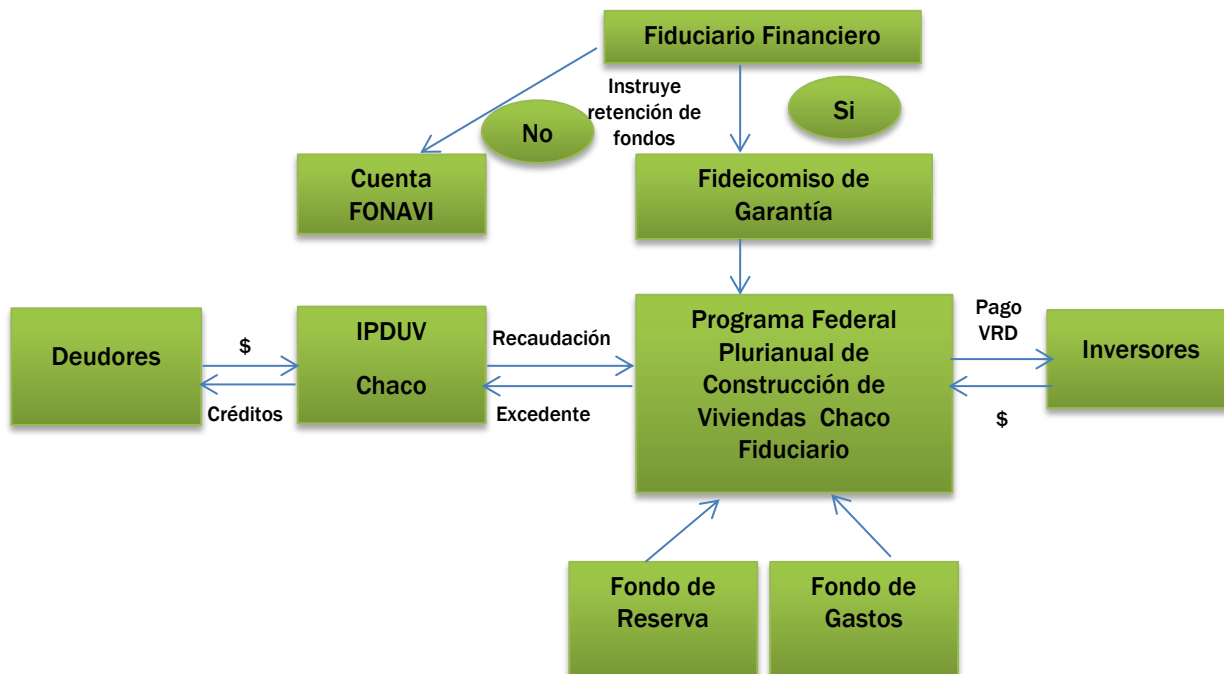 Fiduciario Financiero
Instruye
retención de
fondos
No
Si
Cuenta
FONAVI
Fideicomiso de
Garantía
Deudores
$
Créditos
IPDUV
Chaco
Recaudación
Excedente
Programa Federal
Plurianual de
Construcción de
Viviendas Chaco
Fiduciario
Pago
VRD
$
Inversores
Fondo de
Reserva
Fondo de
Gastos